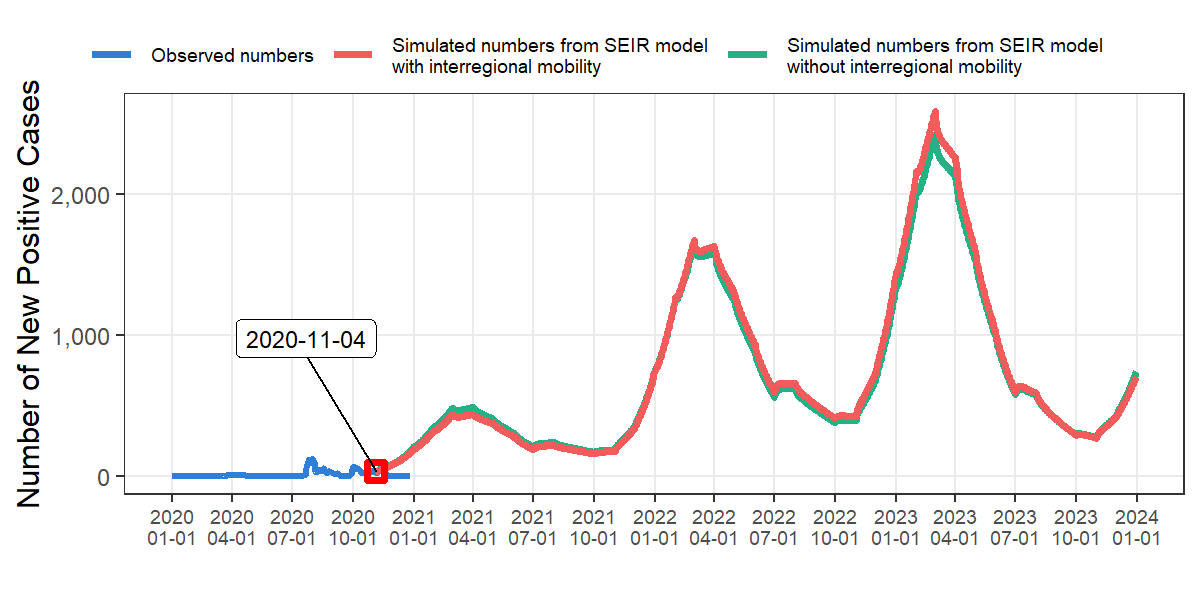 Observed numbers
Simulated numbers from SEIR model
with interregional mobility
Simulated numbers from SEIR model
without interregional mobility
Number of New Positive Cases
2,000
1,000
0
2020-11-04
2020 2020 2020 2020 2021 2021 2021 2021 2022 2022 2022 2022 2023 2023 2023 2023 2024
01-01 04-01 07-01 10-01 01-01 04-01 07-01 10-01 01-01 04-01 07-01 10-01 01-01 04-01 07-01 10-01 01-01